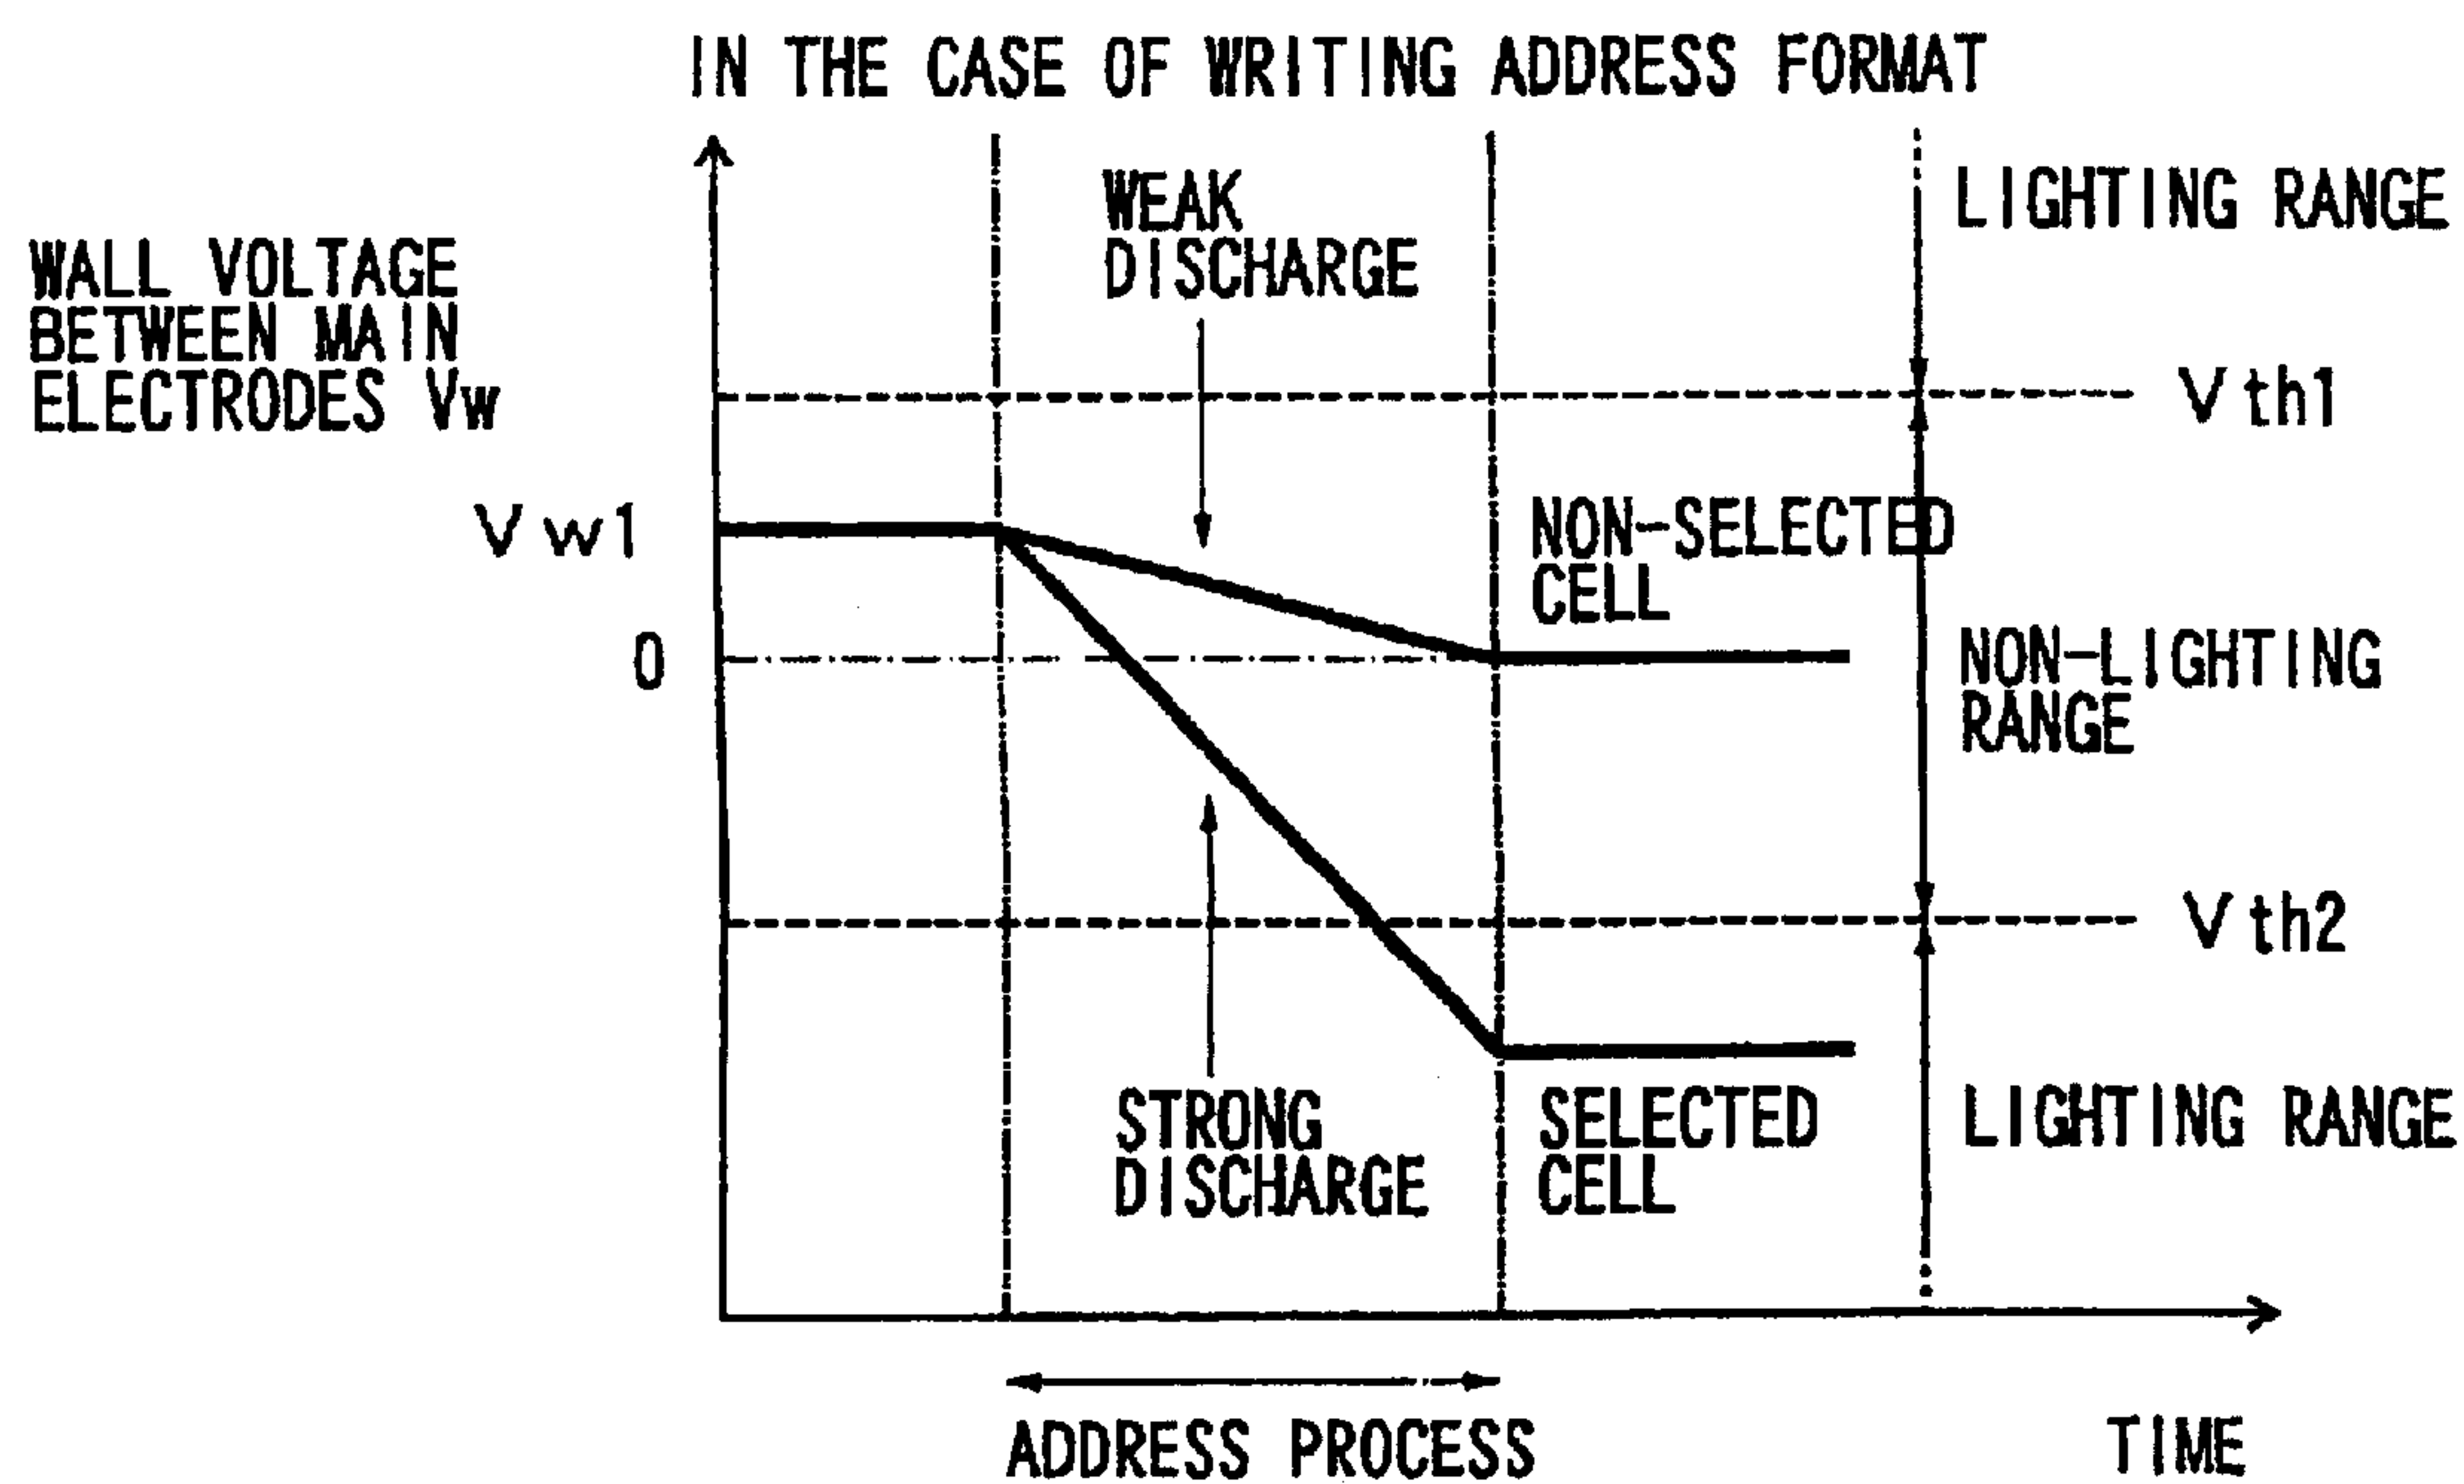 IN THE CASE OF WRITING ADDRESS FORMAT
WEAK
DISCHARGE
LIGHTING RANGE
WALL VOLTAGE
BETWEEN MAIN
ELECTRODES Vw
Vth1
Vw1
NON-SELECTED
CELL
0
NON-LIGHTING
RANGE
Vth2
STRONG
DISCHARGE
SELECTED
CELL
LIGHTING RANGE
ADDRESS PROCESS
TIME